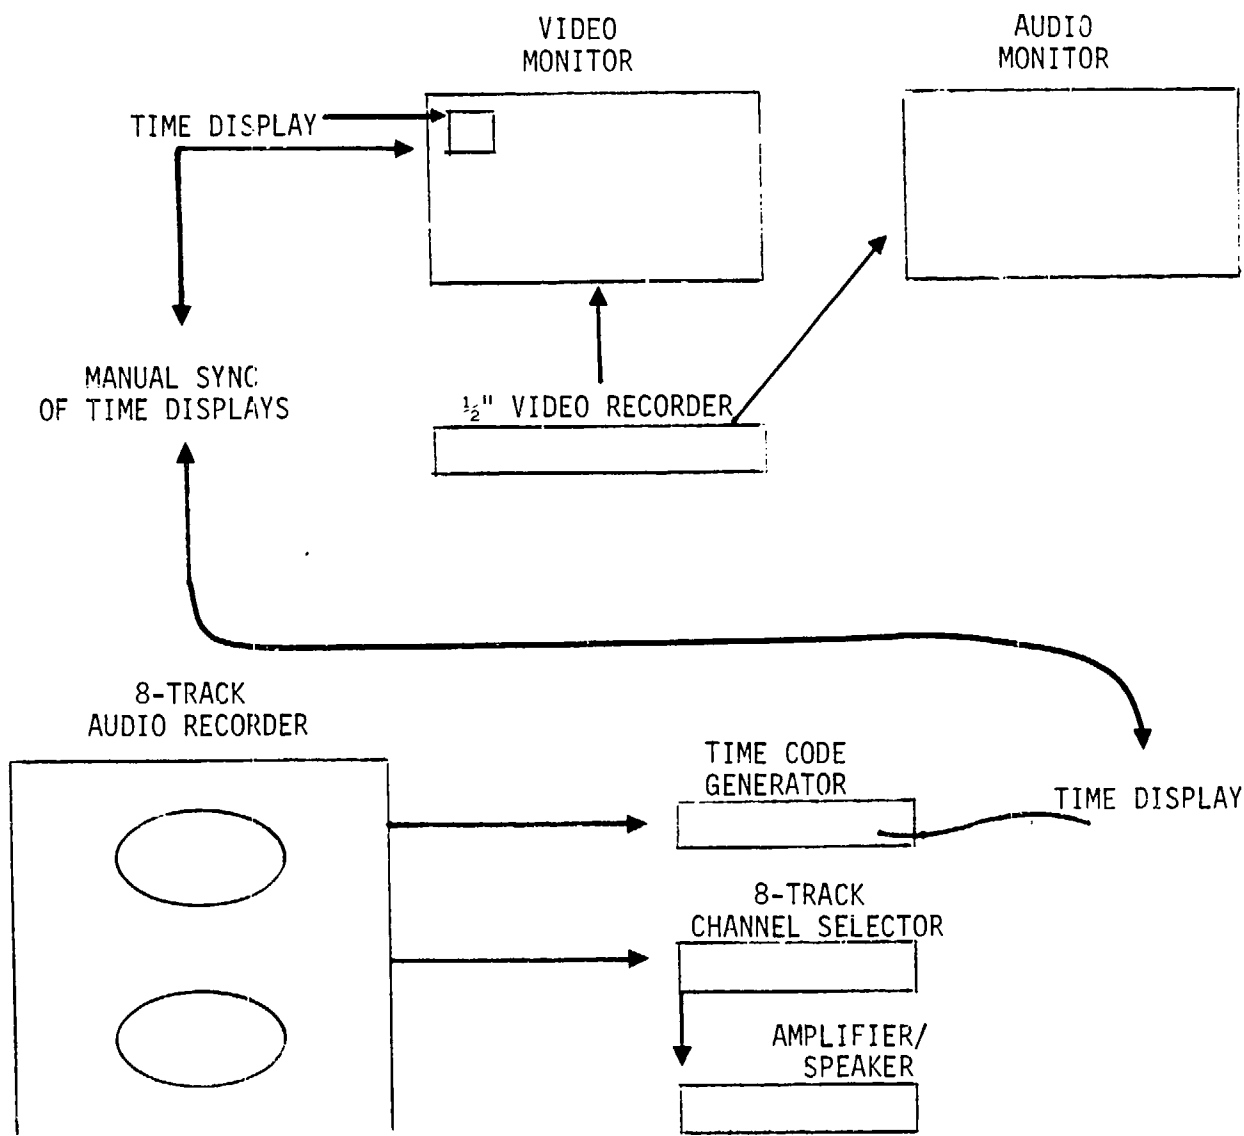 VIDEO
MONITOR
AUDIO
MONITOR
TIME DISPLAY
MANUAL SYNC
OF TIME DISPLAYS
½" VIDEO RECORDER
8-TRACK
AUDIO RECORDER
TIME CODE
GENERATOR
TIME DISPLAY
8-TRACK
CHANNEL SELECTOR
AMPLIFIER/
SPEAKER